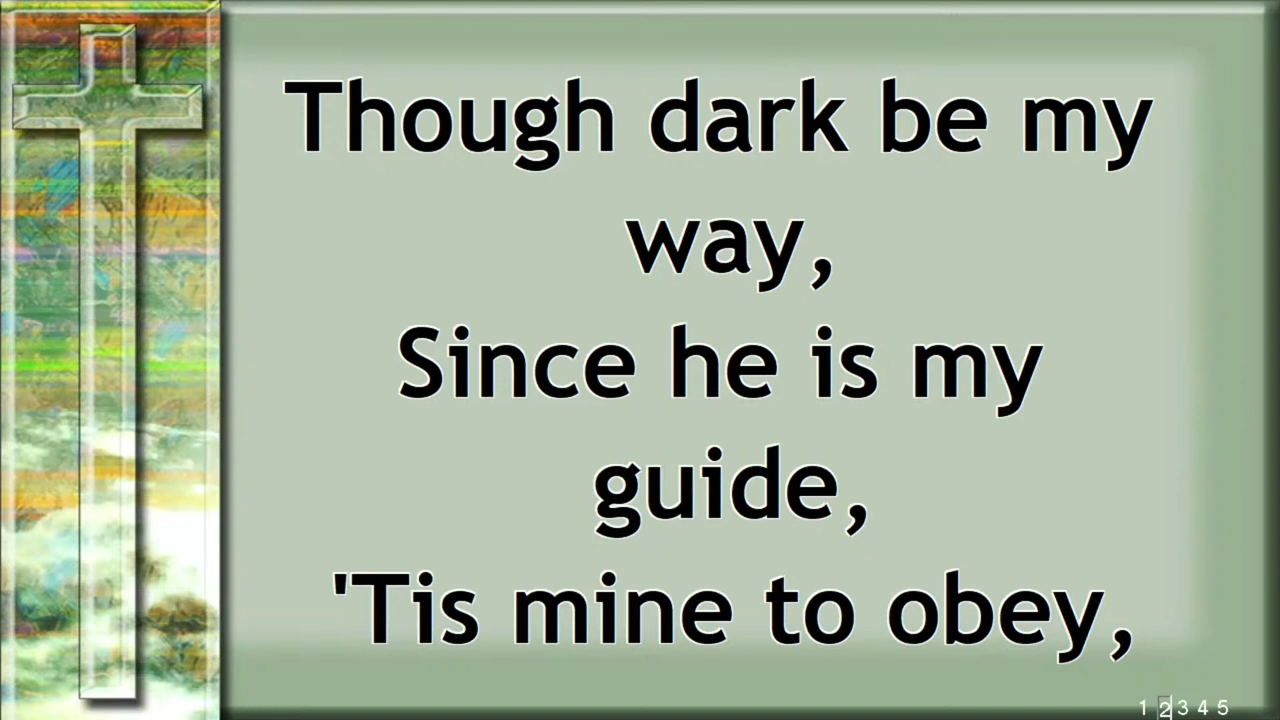 Though dark be my
way,
Since he is my
guide,
'Tis mine to obey,
1 2 3 4 5